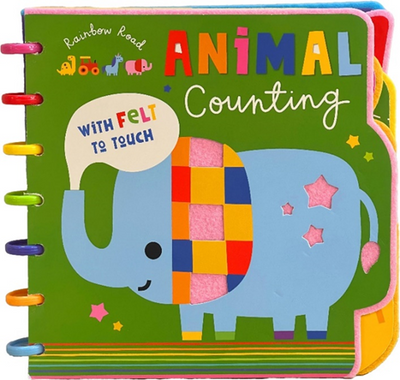 Rainbow Road
ANiMAL
Counting
WITH FELT
TO TOUCH